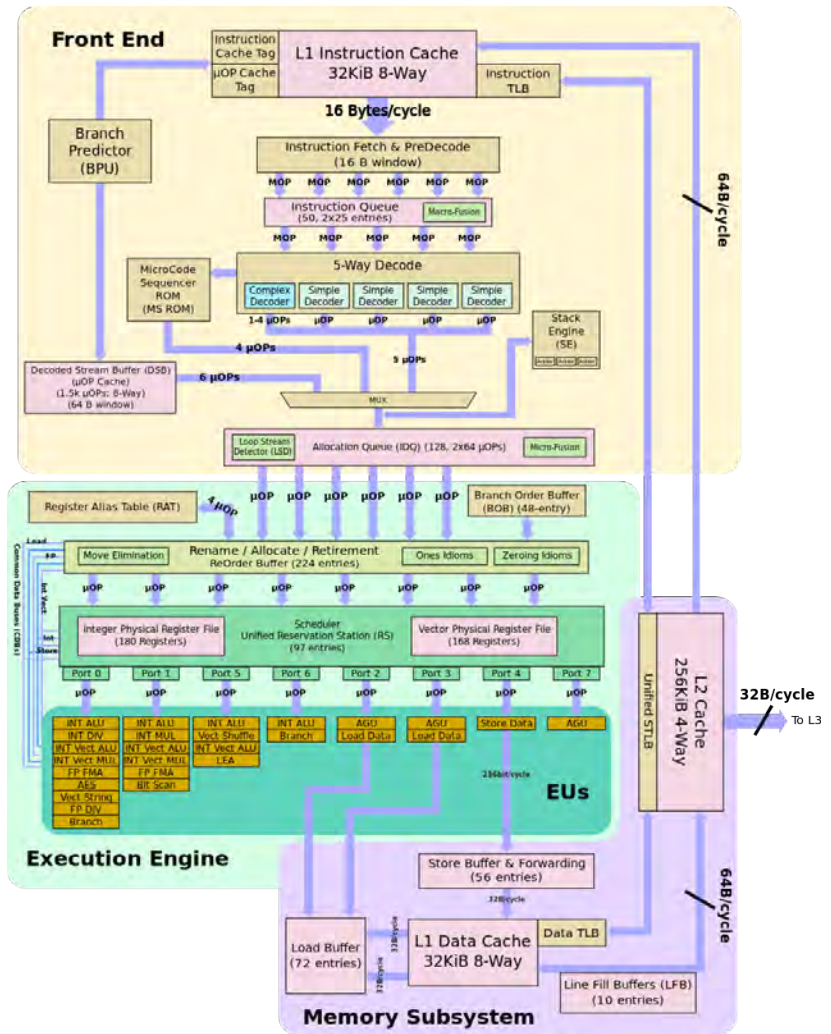 Front End
Instruction
Cache Tag
µOP Cache
Tag
L1 Instruction Cache
32KiB 8-Way
Instruction
TLB
16 Bytes/cycle
Branch
Predictor
(BPU)
Instruction Fetch & PreDecode
(16 B window)
MOP MOP MOP MOP MOP MOP
Instruction Queue
(50, 2x25 entries)
Macro-Fusion
MOP MOP MOP MOP MOP
64B/cycle
5-Way Decode
MicroCode
Sequencer
ROM
(MS ROM)
Complex
Decoder
Simple
Decoder
Simple
Decoder
Simple
Decoder
Simple
Decoder
1-4 µOPs µOP µOP µOP µOP
Stack
Engine
(SE)
4 µOPs
5 µOPs
Decoded Stream Buffer (DSB)
(µOP Cache)
(1.5k µOPs; 8-Way)
(64 B window)
6 µOPs
MUX
Loop Stream
Detector (LSD)
Allocation Queue (IDQ) (128, 2x64 µOPs)
Micro-Fusion
Register Alias Table (RAT)
4 µOP
µOP µOP µOP µOP µOP µOP
Branch Order Buffer
(BOB) (48-entry)
Load
FP
Int Vect
Int
Store
Common Data Buses (CDBs)
Move Elimination
Rename / Allocate / Retirement
ReOrder Buffer (224 entries)
Ones Idioms
Zeroing Idioms
µOP µOP µOP µOP µOP µOP µOP µOP
Integer Physical Register File
(180 Registers)
Scheduler
Unified Reservation Station (RS)
(97 entries)
Vector Physical Register File
(168 Registers)
Port 0 Port 1 Port 5 Port 6 Port 2 Port 3 Port 4 Port 7
µOP µOP µOP µOP µOP µOP µOP µOP
INT ALU
INT DIV
INT Vect ALU
INT Vect MUL
FP FMA
AES
Vect String
FP DIV
Branch
INT ALU
INT MUL
INT Vect ALU
INT Vect MUL
FP FMA
Bit Scan
INT ALU
Vect Shuffle
INT Vect ALU
LEA
INT ALU
Branch
AGU
Load Data
AGU
Load Data
Store Data
AGU
256bit/cycle
EUs
Execution Engine
Unified STLB
L2 Cache
256KiB 4-Way
32B/cycle
To L3
Store Buffer & Forwarding
(56 entries)
32B/cycle
64B/cycle
Load Buffer
(72 entries)
32B/cycle
32B/cycle
L1 Data Cache
32KiB 8-Way
Data TLB
Line Fill Buffers (LFB)
(10 entries)
Memory Subsystem